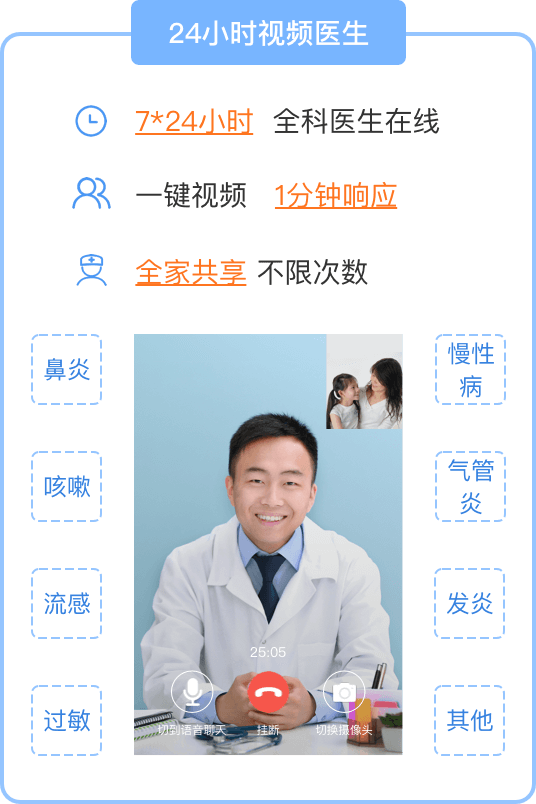 24小时视频医生
7*24小时 全科医生在线
一键视频 1分钟响应
全家共享 不限次数
鼻炎
慢性
病
咳嗽
气管
炎
流感
发炎
过敏
其他
25:05
切到语音聊天
挂断
切换摄像头